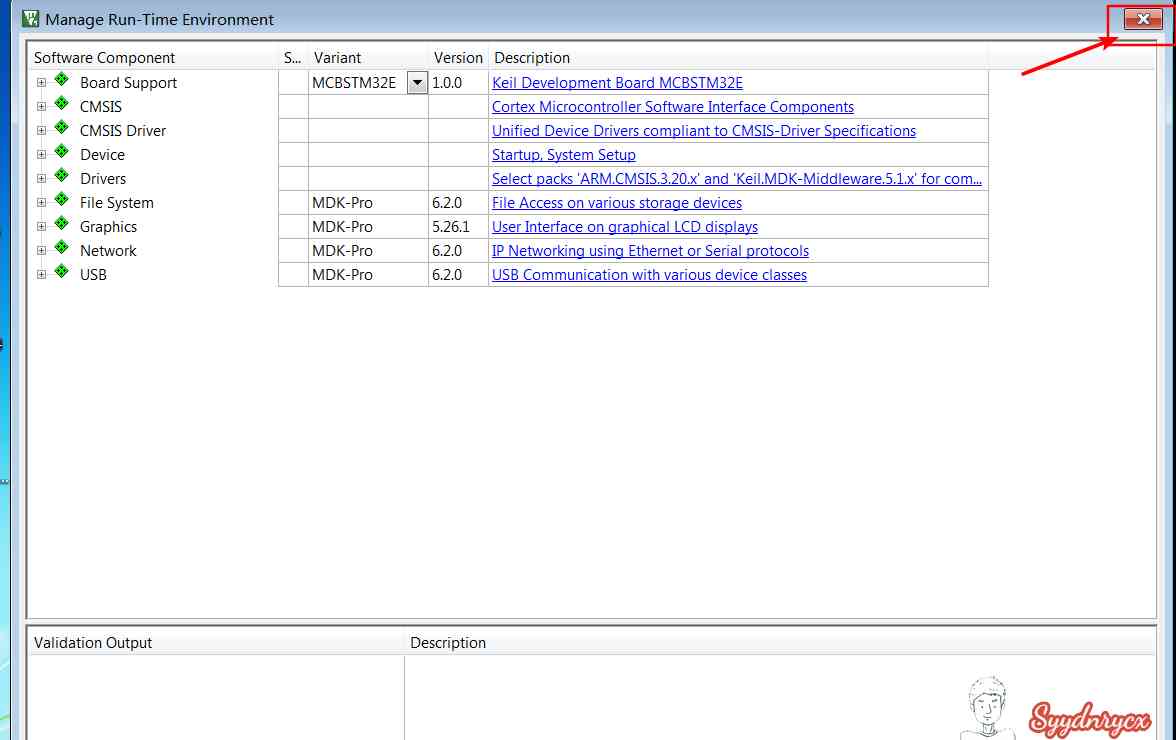 Manage Run-Time Environment
Software Component S... Variant Version Description
Board Support MCBSTM32E 1.0.0 Keil Development Board MCBSTM32E
CMSIS Cortex Microcontroller Software Interface Components
CMSIS Driver Unified Device Drivers compliant to CMSIS-Driver Specifications
Device Startup, System Setup
Drivers Select packs 'ARM.CMSIS.3.20.x' and 'Keil.MDK-Middleware.5.1.x' for com...
File System MDK-Pro 6.2.0 File Access on various storage devices
Graphics MDK-Pro 5.26.1 User Interface on graphical LCD displays
Network MDK-Pro 6.2.0 IP Networking using Ethernet or Serial protocols
USB MDK-Pro 6.2.0 USB Communication with various device classes
Validation Output Description
Syydnrycx